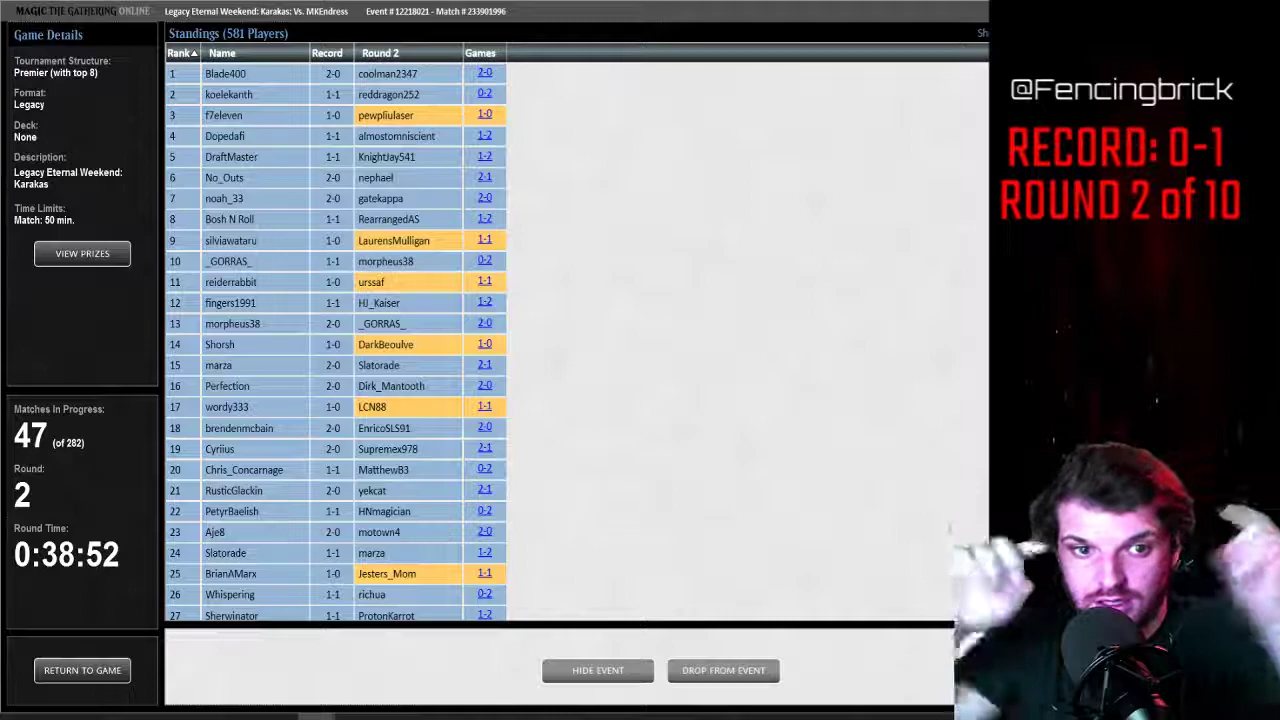 MAGIC THE GATHERING ONLINE Legacy Eternal Weekend: Karakas: Vs. MKEndress Event # 12218021 - Match # 233901996
Game Details
Tournament Structure:
Premier (with top 8)
Format:
Legacy
Deck:
None
Description:
Legacy Eternal Weekend:
Karakas
Time Limits:
Match: 50 min.
VIEW PRIZES
Matches In Progress:
47 (of 282)
Round:
2
Round Time:
0:38:52
RETURN TO GAME
Standings (581 Players) Sh
Rank Name Record Round 2 Games
1 Blade400 2-0 coolman2347 2-0
2 koelekanth 1-1 reddragon252 0-2
3 f7eleven 1-0 pewpliulaser 1-0
4 Dopedafi 1-1 almostomniscient 1-2
5 DraftMaster 1-1 KnightJay541 1-2
6 No_Outs 2-0 nephael 2-1
7 noah_33 2-0 gatekappa 2-0
8 Bosh N Roll 1-1 RearrangedAS 1-2
9 silviawataru 1-0 LaurensMulligan 1-1
10 _GORRAS_ 1-1 morpheus38 0-2
11 reiderrabbit 1-0 urssaf 1-1
12 fingers1991 1-1 HJ_Kaiser 1-2
13 morpheus38 2-0 _GORRAS_ 2-0
14 Shorsh 1-0 DarkBeoulve 1-0
15 marza 2-0 Slatorade 2-1
16 Perfection 2-0 Dirk_Mantooth 2-0
17 wordy333 1-0 LCN88 1-1
18 brendenmcbain 2-0 EnricoSLS91 2-0
19 Cyriius 2-0 Supremex978 2-1
20 Chris_Concarnage 1-1 MatthewB3 0-2
21 RusticGlackin 2-0 yekcat 2-1
22 PetyrBaelish 1-1 HNmagician 0-2
23 Aje8 2-0 motown4 2-0
24 Slatorade 1-1 marza 1-2
25 BrianAMarx 1-0 Jesters_Mom 1-1
26 Whispering 1-1 richua 0-2
27 Sherwinator 1-1 ProtonKarrot 1-2
HIDE EVENT DROP FROM EVENT
@Fencingbrick
RECORD: 0-1
ROUND 2 of 10